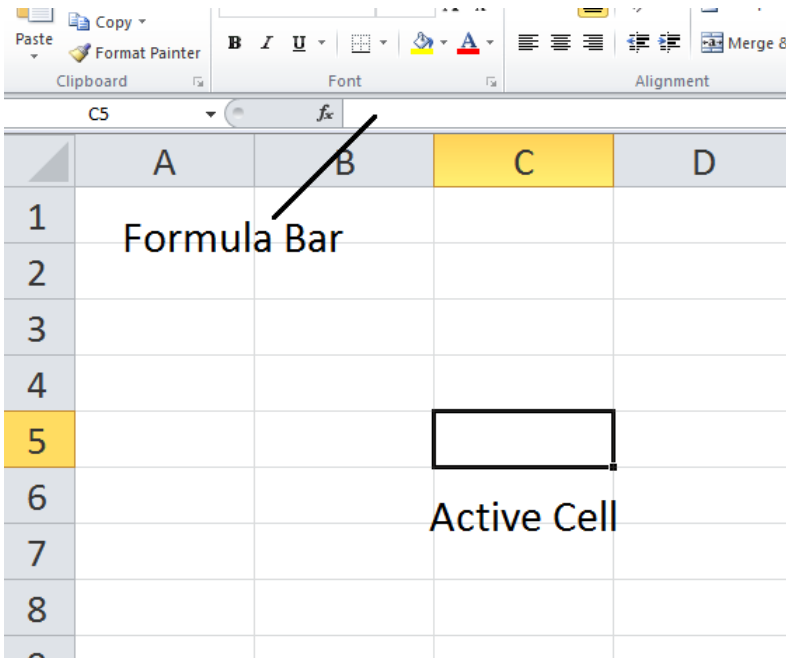 Copy
Paste
Format Painter
B I U A Merge &
Clipboard Font Alignment
C5 fx
A B C D
1
Formula Bar
2
3
4
5
6
Active Cell
7
8